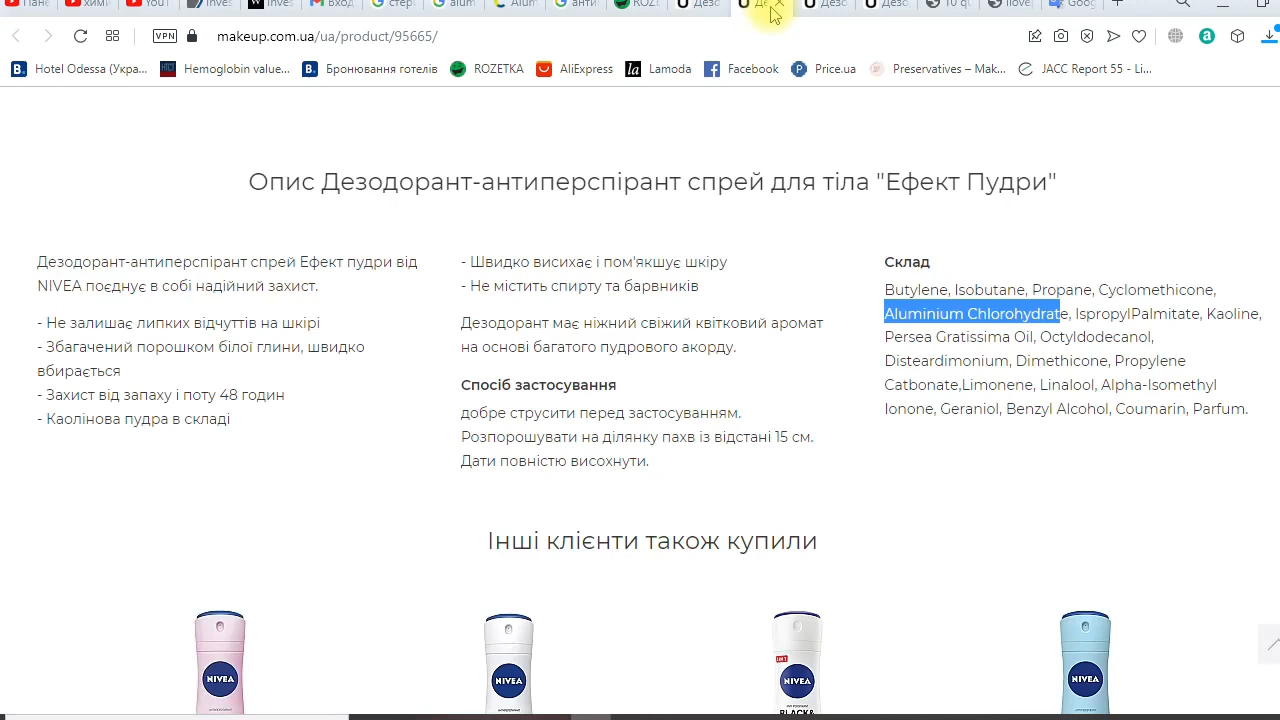 VPN
makeup.com.ua/ua/product/95665/
Hotel Odessa (Укра...
Hemoglobin value...
Бронювання готелів
ROZETKA
AliExpress
Lamoda
Facebook
Price.ua
Preservatives – Mak...
JACC Report 55 - Li...
Опис Дезодорант-антиперспірант спрей для тіла "Ефект Пудри"
Дезодорант-антиперспірант спрей Ефект пудри від
NIVEA поєднує в собі надійний захист.
- Не залишає липких відчуттів на шкірі
- Збагачений порошком білої глини, швидко
вбирається
- Захист від запаху і поту 48 годин
- Каолінова пудра в складі
- Швидко висихає і пом'якшує шкіру
- Не містить спирту та барвників
Дезодорант має ніжний свіжий квітковий аромат
на основі багатого пудрового акорду.
Спосіб застосування
добре струсити перед застосуванням.
Розпорошувати на ділянку пахв із відстані 15 см.
Дати повністю висохнути.
Склад
Butylene, Isobutane, Propane, Cyclomethicone,
Aluminium Chlorohydrate, IspropylPalmitate, Kaoline,
Persea Gratissima Oil, Octyldodecanol,
Disteardimonium, Dimethicone, Propylene
Catbonate,Limonene, Linalool, Alpha-Isomethyl
Ionone, Geraniol, Benzyl Alcohol, Coumarin, Parfum.
Інші клієнти також купили
NIVEA
NIVEA
NIVEA
BLACK&
NIVEA